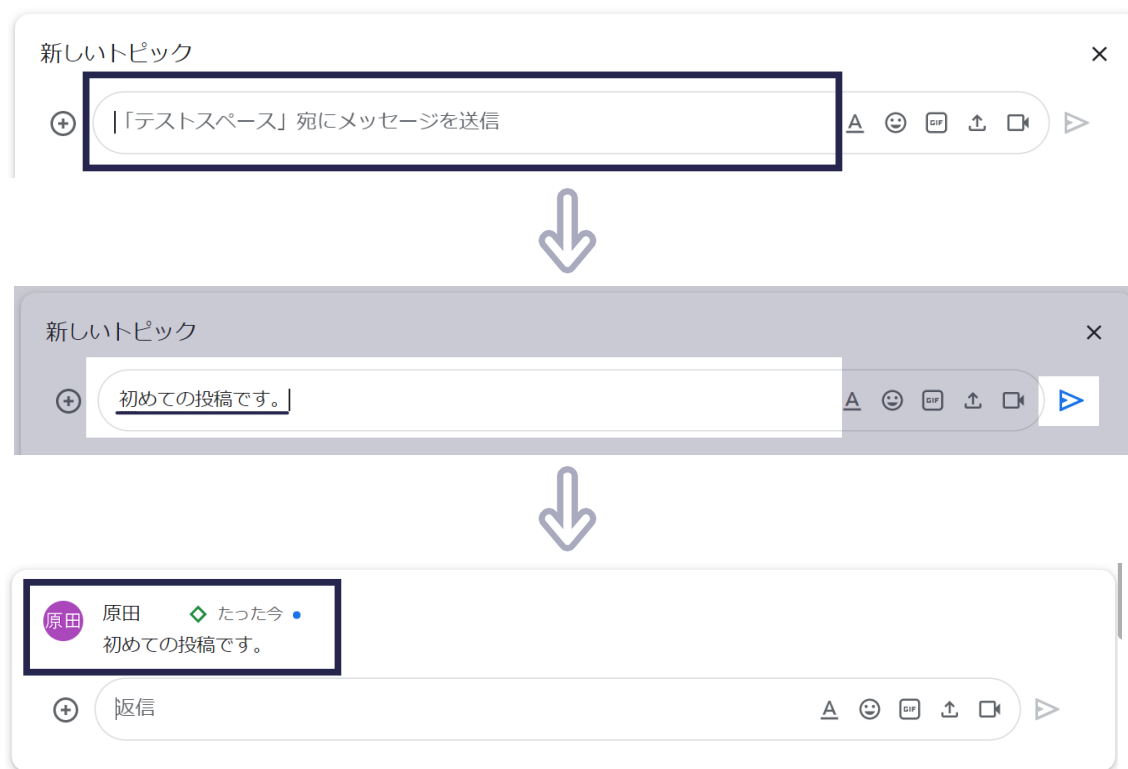 新しいトピック
「テストスペース」宛にメッセージを送信
A
GIF
新しいトピック
初めての投稿です。
A
GIF
原田
原田 たった今
初めての投稿です。
返信
A
GIF